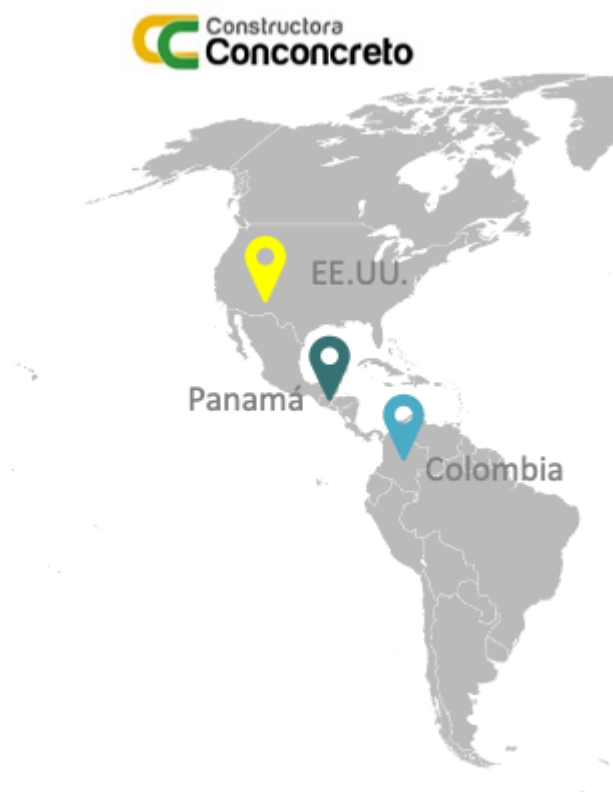 Constructora
Conconcreto
EE.UU.
Panamá
Colombia